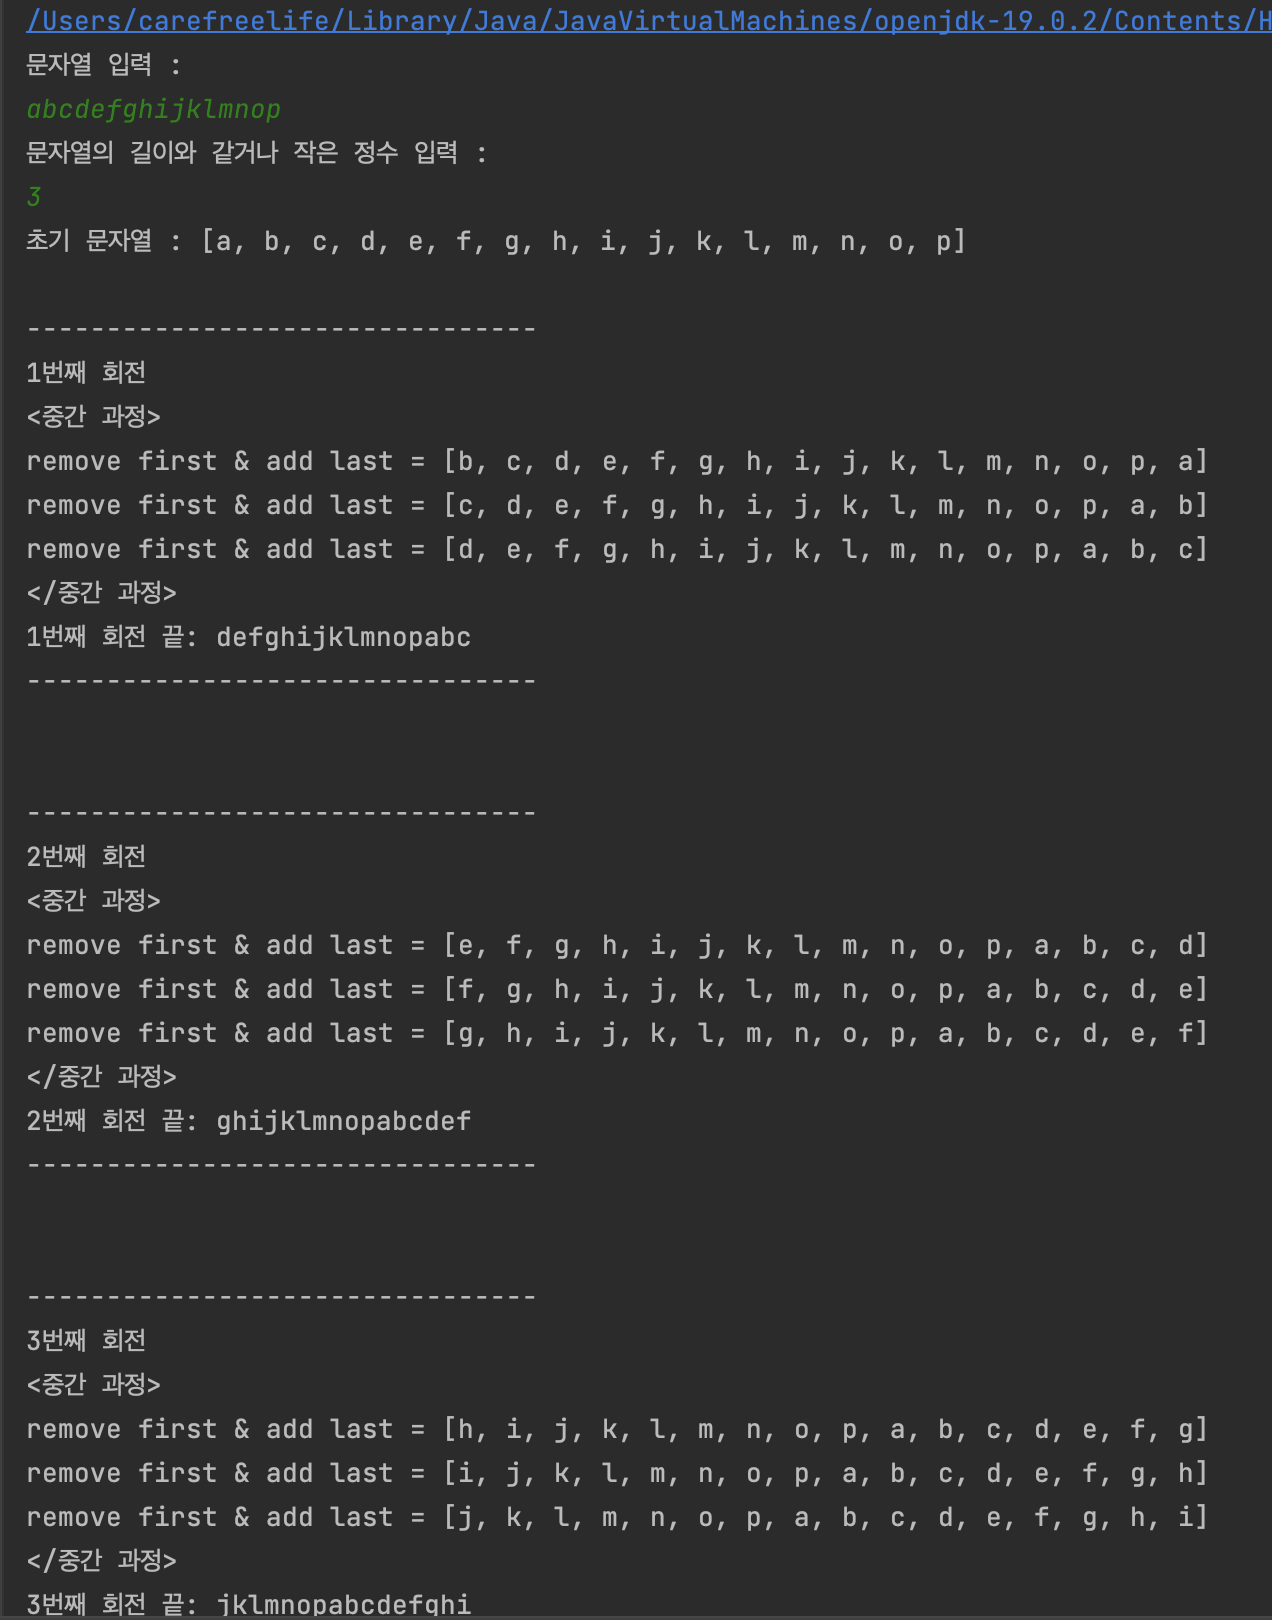 /Users/carefreelife/Library/Java/JavaVirtualMachines/openjdk-19.0.2/Contents/H
문자열 입력 :
abcdefghijklmnop
문자열의 길이와 같거나 작은 정수 입력 :
3
초기 문자열 : [a, b, c, d, e, f, g, h, i, j, k, l, m, n, o, p]
--------------------------------
1번째 회전
<중간 과정>
remove first & add last = [b, c, d, e, f, g, h, i, j, k, l, m, n, o, p, a]
remove first & add last = [c, d, e, f, g, h, i, j, k, l, m, n, o, p, a, b]
remove first & add last = [d, e, f, g, h, i, j, k, l, m, n, o, p, a, b, c]
</중간 과정>
1번째 회전 끝: defghijklmnopabc
--------------------------------
--------------------------------
2번째 회전
<중간 과정>
remove first & add last = [e, f, g, h, i, j, k, l, m, n, o, p, a, b, c, d]
remove first & add last = [f, g, h, i, j, k, l, m, n, o, p, a, b, c, d, e]
remove first & add last = [g, h, i, j, k, l, m, n, o, p, a, b, c, d, e, f]
</중간 과정>
2번째 회전 끝: ghijklmnopabcdef
--------------------------------
--------------------------------
3번째 회전
<중간 과정>
remove first & add last = [h, i, j, k, l, m, n, o, p, a, b, c, d, e, f, g]
remove first & add last = [i, j, k, l, m, n, o, p, a, b, c, d, e, f, g, h]
remove first & add last = [j, k, l, m, n, o, p, a, b, c, d, e, f, g, h, i]
</중간 과정>
3번째 회전 끝: jklmnopabcdefghi